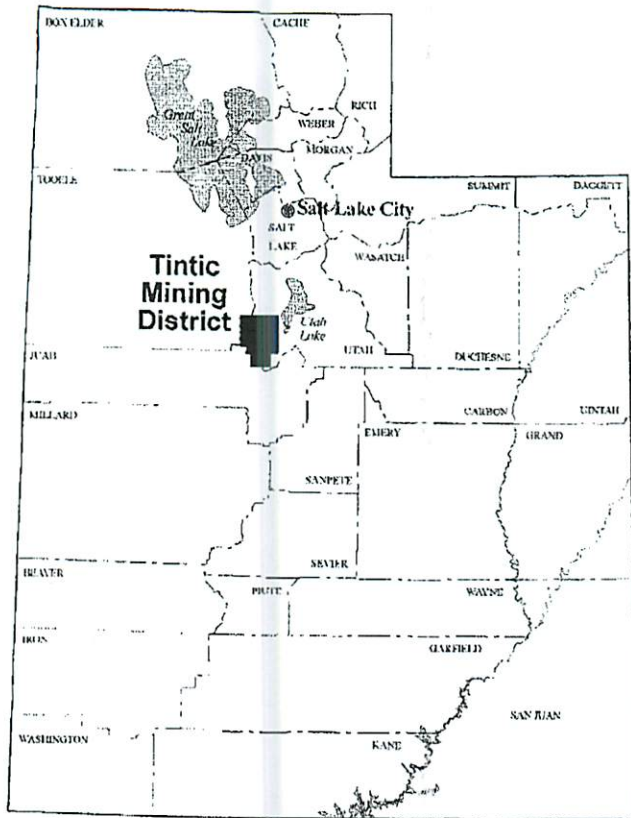 BOX ELDER
CACHE
Great
Salt
Lake
WEBER
RICH
MORGAN
DAVIS
TOOELE
SUMMIT
DAGGETT
Salt Lake City
SALT
LAKE
WASATCH
Tintic
Mining
District
Utah
Lake
UTAH
JUAB
DUCHESNE
MILLARD
CARBON
UINTAH
EMERY
GRAND
SANPETE
SEVIER
BEAVER
PIUTE
WAYNE
IRON
GARFIELD
SAN JUAN
WASHINGTON
KANE